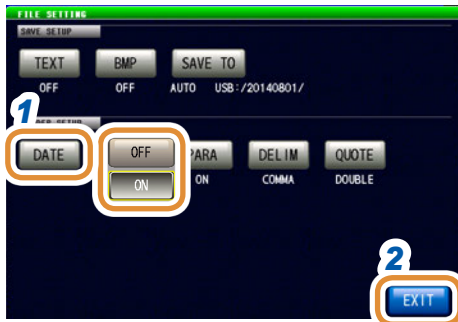 FILE SETTING
SAVE SETUP
TEXT BMP SAVE TO
OFF OFF AUTO USB:/20140801/
1
SETUP
DATE OFF PARA DELIM QUOTE
ON ON COMMA DOUBLE
2
EXIT